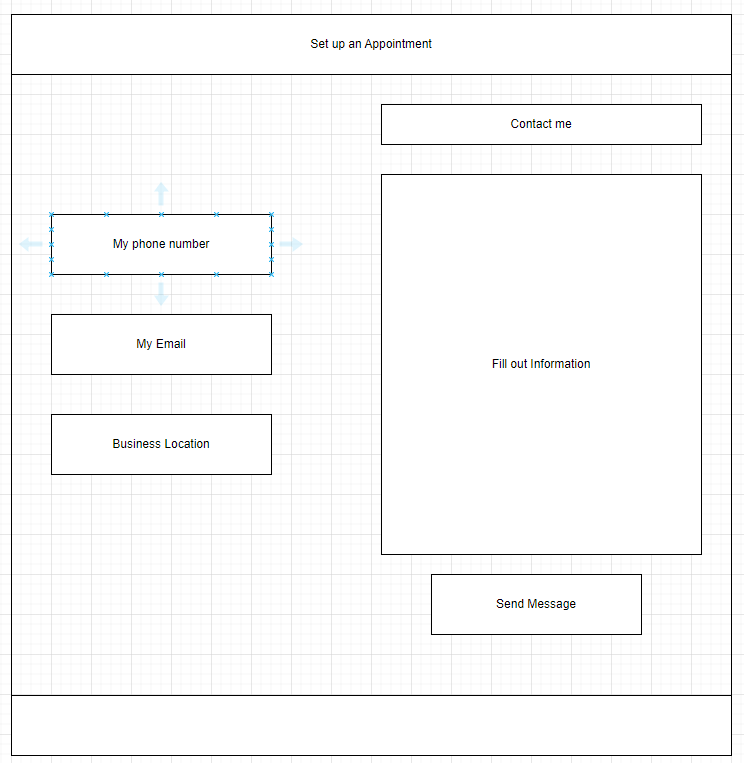 Set up an Appointment
Contact me
My phone number
My Email
Business Location
Fill out Information
Send Message